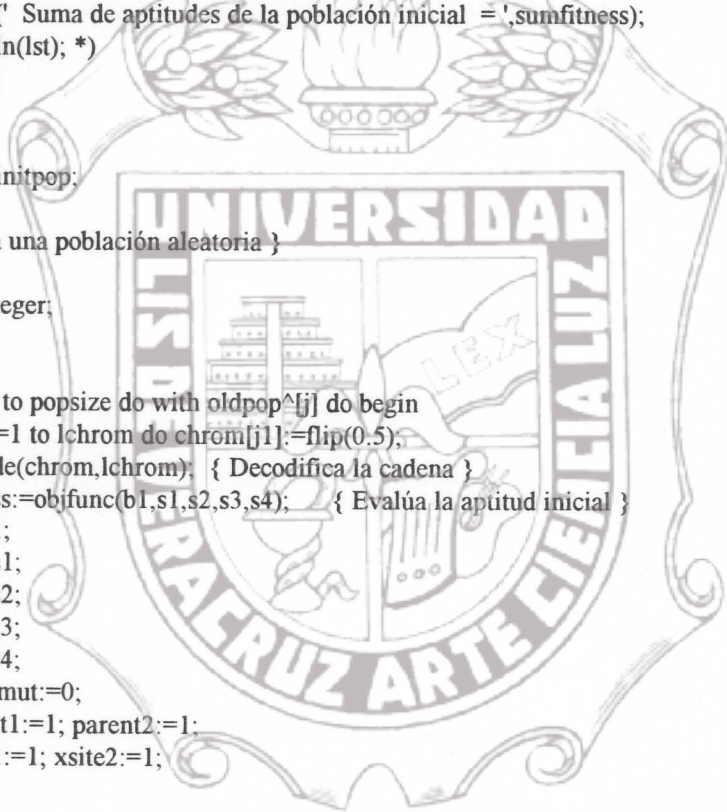 (' Suma de aptitudes de la población inicial = ',sumfitness);
n(lst); *)
nitpop;
una población aleatoria }
eger;
to popsize do with oldpop^[j] do begin
=1 to lchrom do chrom[j1]:=flip(0.5);
le(chrom,lchrom); { Decodifica la cadena }
s:=objfunc(b1,s1,s2,s3,s4); { Evalúa la aptitud inicial }
;
1;
2;
3;
4;
mut:=0;
t1:=1; parent2:=1;
:=1; xsite2:=1;
UNIVERSIDAD
LIS DE VERACRUZ ARTE CIENCIA LUZ
LEX